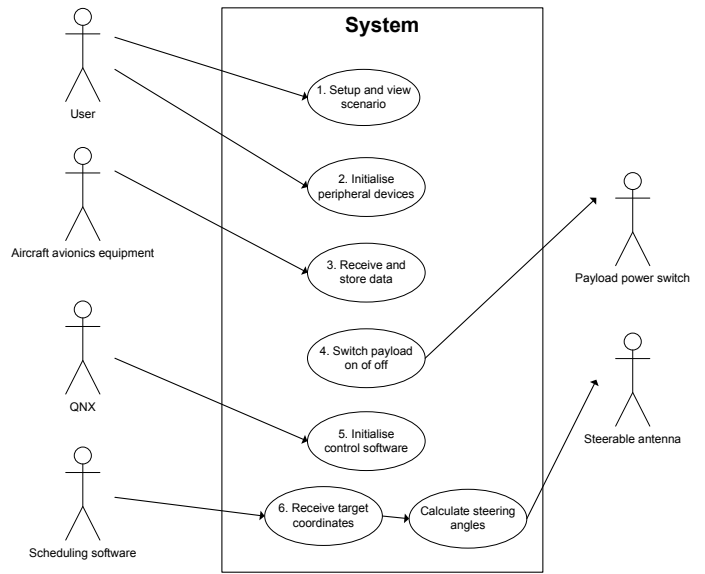 System
User
1. Setup and view
scenario
2. Initialise
peripheral devices
Aircraft avionics equipment
3. Receive and
store data
Payload power switch
4. Switch payload
on of off
QNX
5. Initialise
control software
Steerable antenna
Scheduling software
6. Receive target
coordinates
Calculate steering
angles